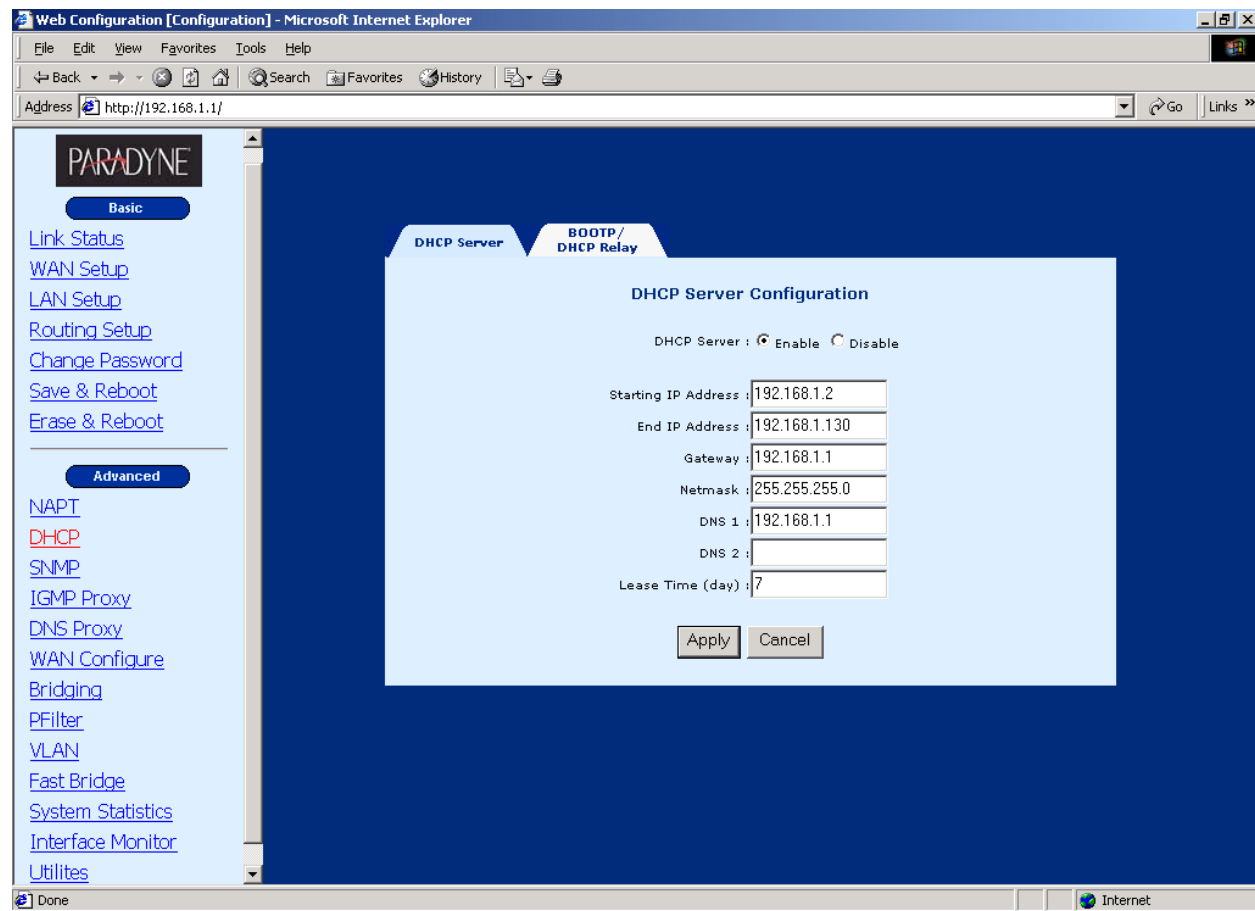 Web Configuration [Configuration] - Microsoft Internet Explorer
File Edit View Favorites Tools Help
Back Search Favorites History
Address http://192.168.1.1/ Go Links »
PARADYNE
Basic
Link Status
WAN Setup
LAN Setup
Routing Setup
Change Password
Save & Reboot
Erase & Reboot
Advanced
NAPT
DHCP
SNMP
IGMP Proxy
DNS Proxy
WAN Configure
Bridging
PFilter
VLAN
Fast Bridge
System Statistics
Interface Monitor
Utilites
DHCP Server
BOOTP/
DHCP Relay
DHCP Server Configuration
DHCP Server : Enable Disable
Starting IP Address : 192.168.1.2
End IP Address : 192.168.1.130
Gateway : 192.168.1.1
Netmask : 255.255.255.0
DNS 1 : 192.168.1.1
DNS 2 :
Lease Time (day) : 7
Apply Cancel
Done Internet